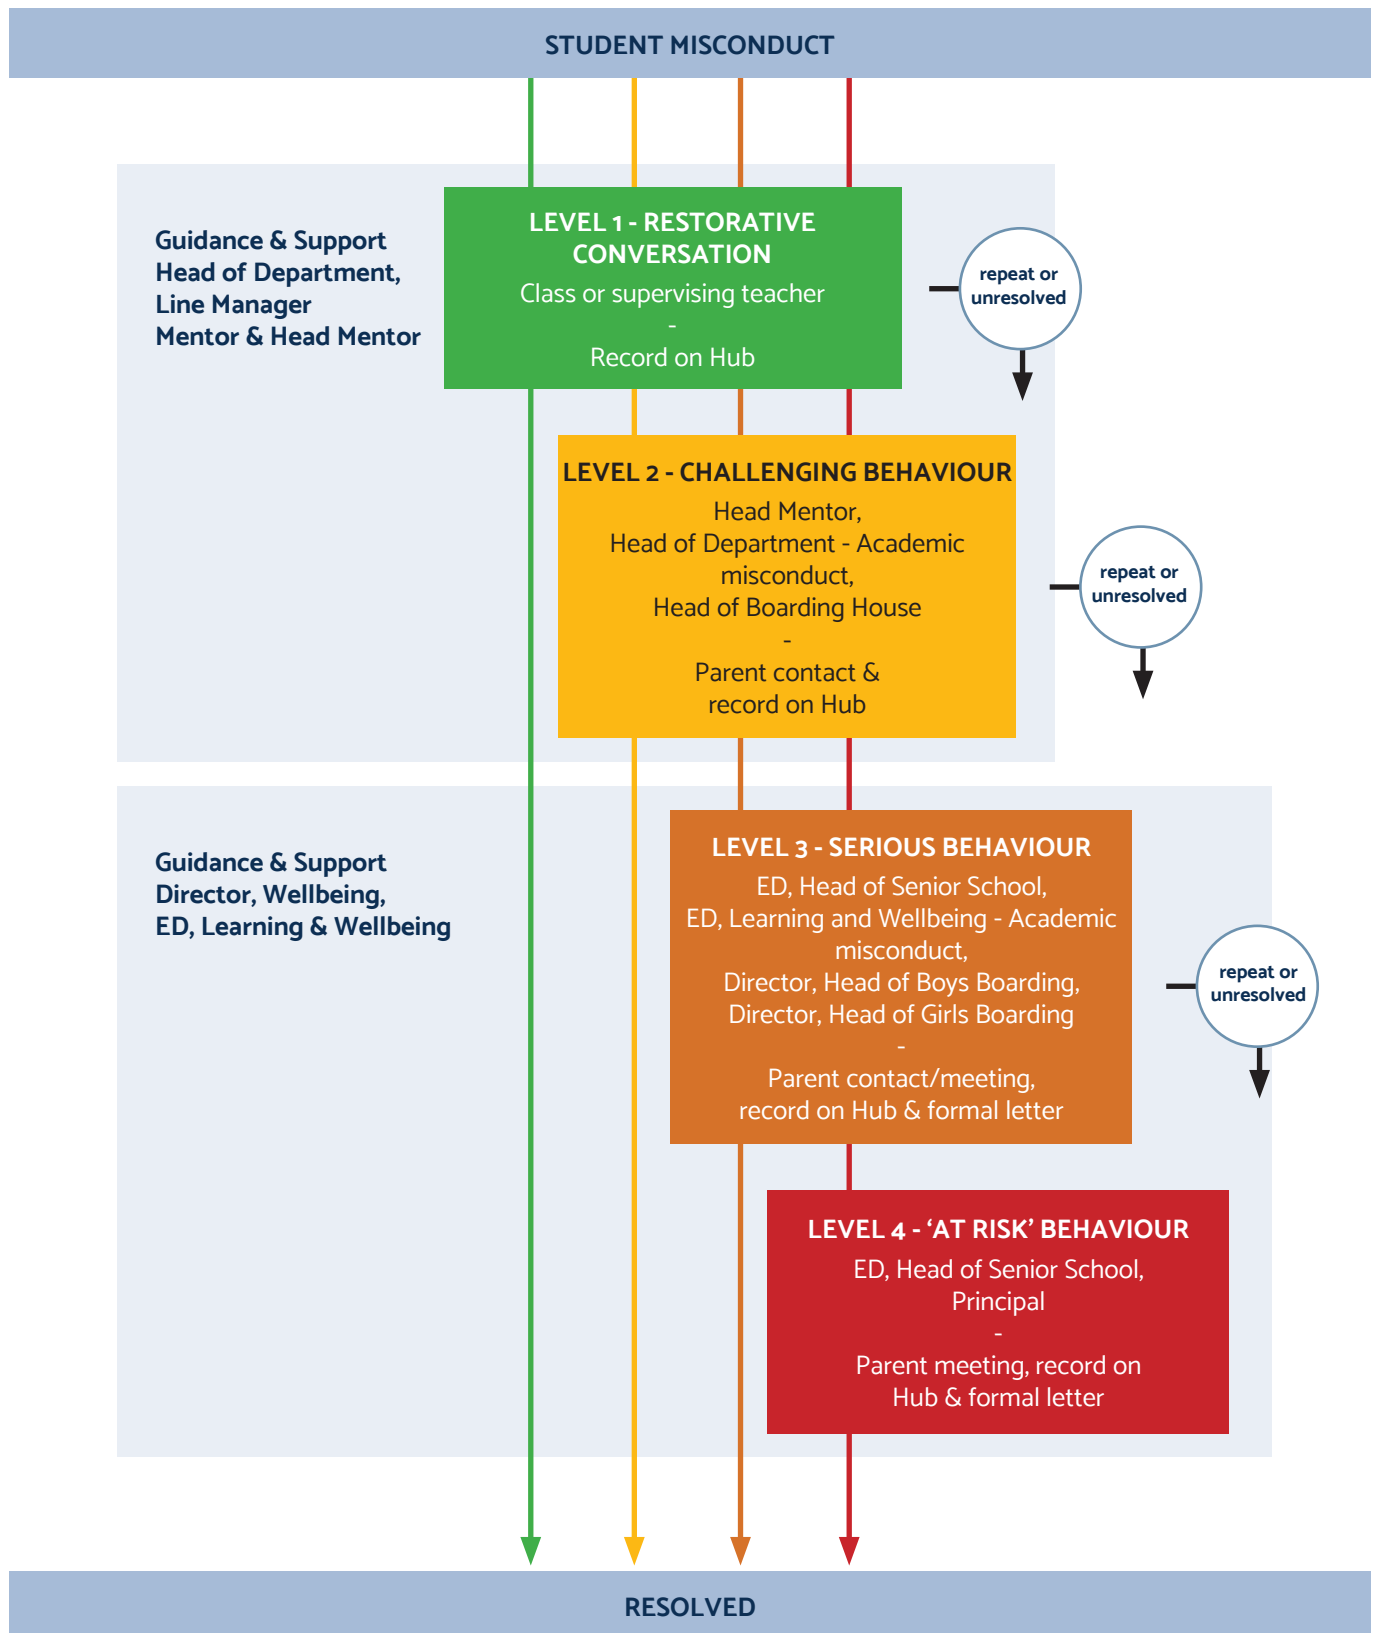 STUDENT MISCONDUCT
Guidance & Support
Head of Department,
Line Manager
Mentor & Head Mentor
LEVEL 1 - RESTORATIVE
CONVERSATION
Class or supervising teacher
-
Record on Hub
repeat or
unresolved
LEVEL 2 - CHALLENGING BEHAVIOUR
Head Mentor,
Head of Department - Academic
misconduct,
Head of Boarding House
-
Parent contact &
record on Hub
repeat or
unresolved
Guidance & Support
Director, Wellbeing,
ED, Learning & Wellbeing
LEVEL 3 - SERIOUS BEHAVIOUR
ED, Head of Senior School,
ED, Learning and Wellbeing - Academic
misconduct,
Director, Head of Boys Boarding,
Director, Head of Girls Boarding
-
Parent contact/meeting,
record on Hub & formal letter
repeat or
unresolved
LEVEL 4 - ‘AT RISK’ BEHAVIOUR
ED, Head of Senior School,
Principal
-
Parent meeting, record on
Hub & formal letter
RESOLVED